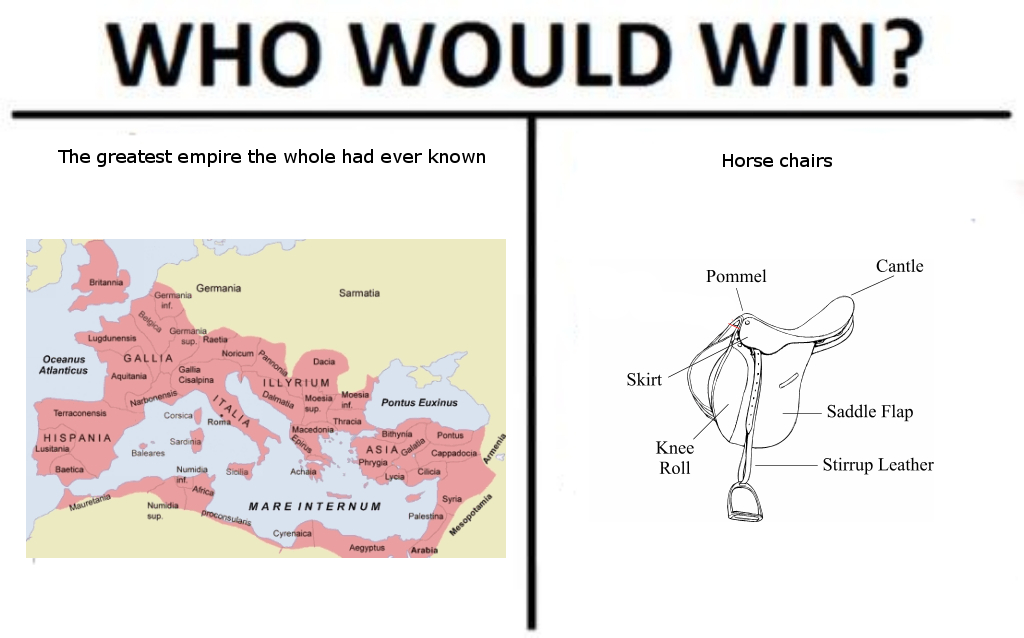 WHO WOULD WIN?
The greatest empire the whole had ever known
Horse chairs
Britannia
Germania
inf.
Germania
Sarmatia
Belgica
Germania
sup.
Lugdunensis
Raetia
Oceanus
Atlanticus
GALLIA
Noricum
Pannonia
Dacia
Aquitania
Gallia
Cisalpina
ILLYRIUM
Narbonensis
Dalmatia
Moesia
sup.
Moesia
inf.
Pontus Euxinus
Terraconensis
Corsica
ITALIA
Roma
Thracia
Macedonia
HISPANIA
Lusitania
Sardinia
Epirus
Bithynia
Pontus
Armenia
Baleares
ASIA
Galatia
Cappadocia
Phrygia
Baetica
Numidia
inf.
Sicilia
Achaia
Lycia
Cilicia
Mauretania
Africa
Numidia
sup.
proconsularis
MARE INTERNUM
Syria
Palestina
Mesopotamia
Cyrenaica
Aegyptus
Arabia
Pommel
Cantle
Skirt
Saddle Flap
Knee
Roll
Stirrup Leather